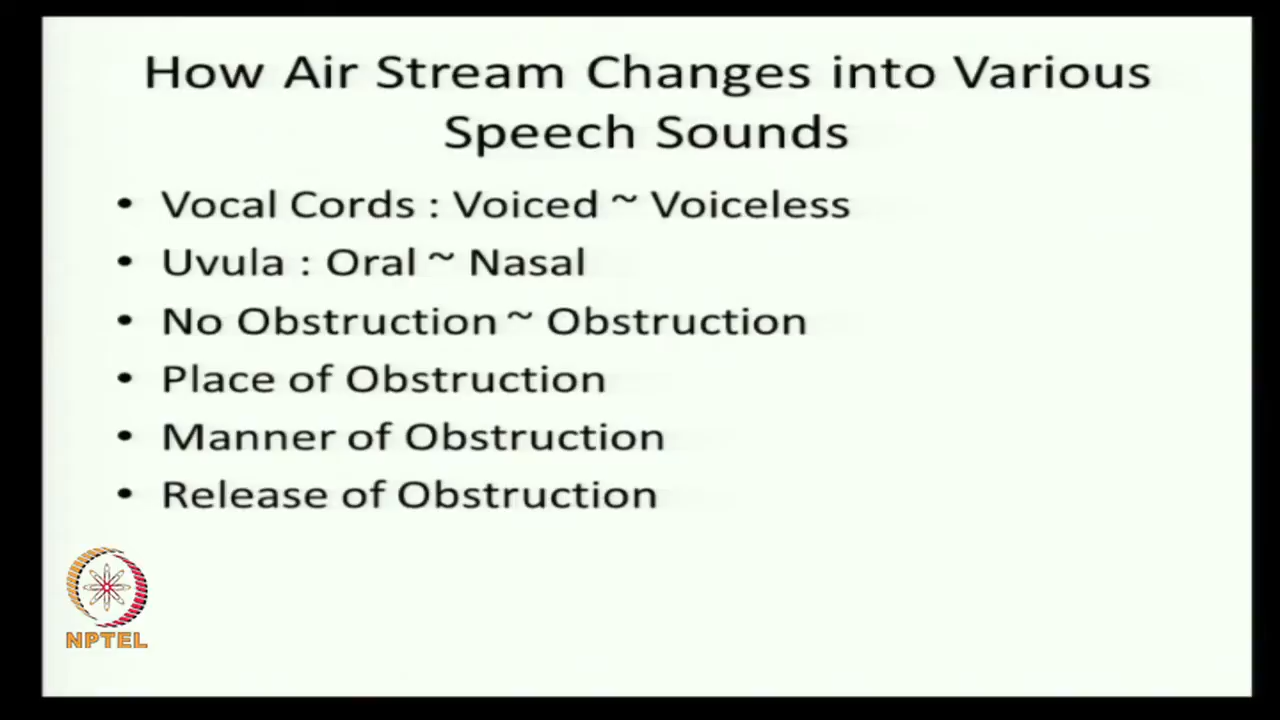 How Air Stream Changes into Various
Speech Sounds
• Vocal Cords : Voiced ~ Voiceless
• Uvula : Oral ~ Nasal
• No Obstruction ~ Obstruction
• Place of Obstruction
• Manner of Obstruction
• Release of Obstruction
NPTEL